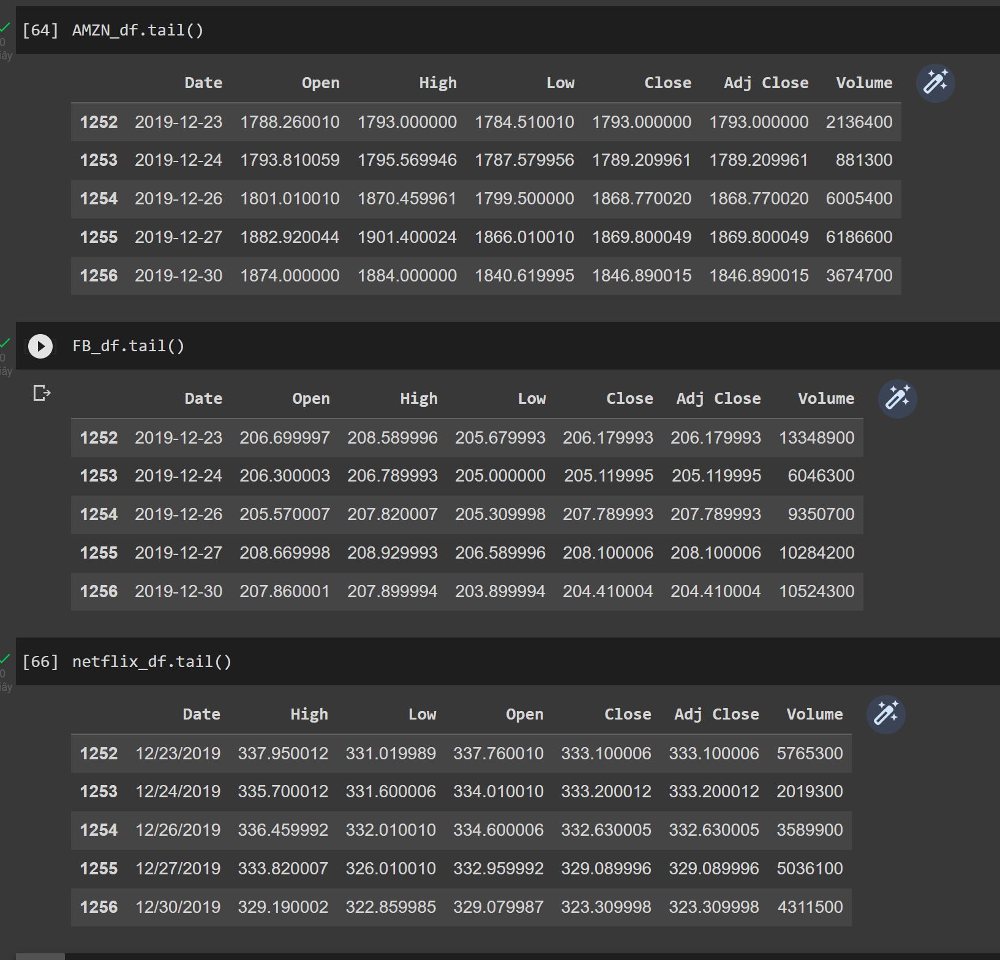 [64] AMZN_df.tail()
0
iây
Date Open High Low Close Adj Close Volume
1252 2019-12-23 1788.260010 1793.000000 1784.510010 1793.000000 1793.000000 2136400
1253 2019-12-24 1793.810059 1795.569946 1787.579956 1789.209961 1789.209961 881300
1254 2019-12-26 1801.010010 1870.459961 1799.500000 1868.770020 1868.770020 6005400
1255 2019-12-27 1882.920044 1901.400024 1866.010010 1869.800049 1869.800049 6186600
1256 2019-12-30 1874.000000 1884.000000 1840.619995 1846.890015 1846.890015 3674700
FB_df.tail()
0
iây
Date Open High Low Close Adj Close Volume
1252 2019-12-23 206.699997 208.589996 205.679993 206.179993 206.179993 13348900
1253 2019-12-24 206.300003 206.789993 205.000000 205.119995 205.119995 6046300
1254 2019-12-26 205.570007 207.820007 205.309998 207.789993 207.789993 9350700
1255 2019-12-27 208.669998 208.929993 206.589996 208.100006 208.100006 10284200
1256 2019-12-30 207.860001 207.899994 203.899994 204.410004 204.410004 10524300
[66] netflix_df.tail()
0
iây
Date High Low Open Close Adj Close Volume
1252 12/23/2019 337.950012 331.019989 337.760010 333.100006 333.100006 5765300
1253 12/24/2019 335.700012 331.600006 334.010010 333.200012 333.200012 2019300
1254 12/26/2019 336.459992 332.010010 334.600006 332.630005 332.630005 3589900
1255 12/27/2019 333.820007 326.010010 332.959992 329.089996 329.089996 5036100
1256 12/30/2019 329.190002 322.859985 329.079987 323.309998 323.309998 4311500